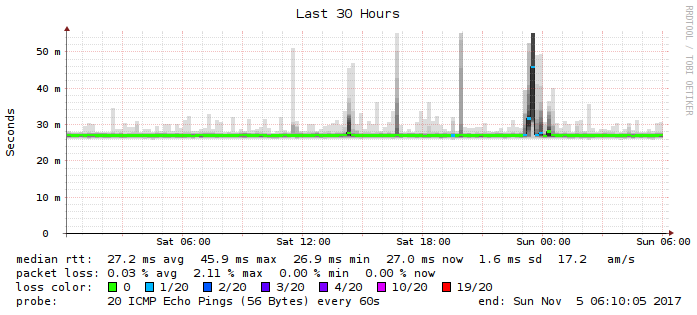 Last 30 Hours
RRDTOOL / TOBI OETIKER
Seconds
50 m
40 m
30 m
20 m
10 m
0
Sat 06:00 Sat 12:00 Sat 18:00 Sun 00:00 Sun 06:00
median rtt: 27.2 ms avg 45.9 ms max 26.9 ms min 27.0 ms now 1.6 ms sd 17.2 am/s
packet loss: 0.03 % avg 2.11 % max 0.00 % min 0.00 % now
loss color: 0 1/20 2/20 3/20 4/20 10/20 19/20
probe: 20 ICMP Echo Pings (56 Bytes) every 60s end: Sun Nov 5 06:10:05 2017